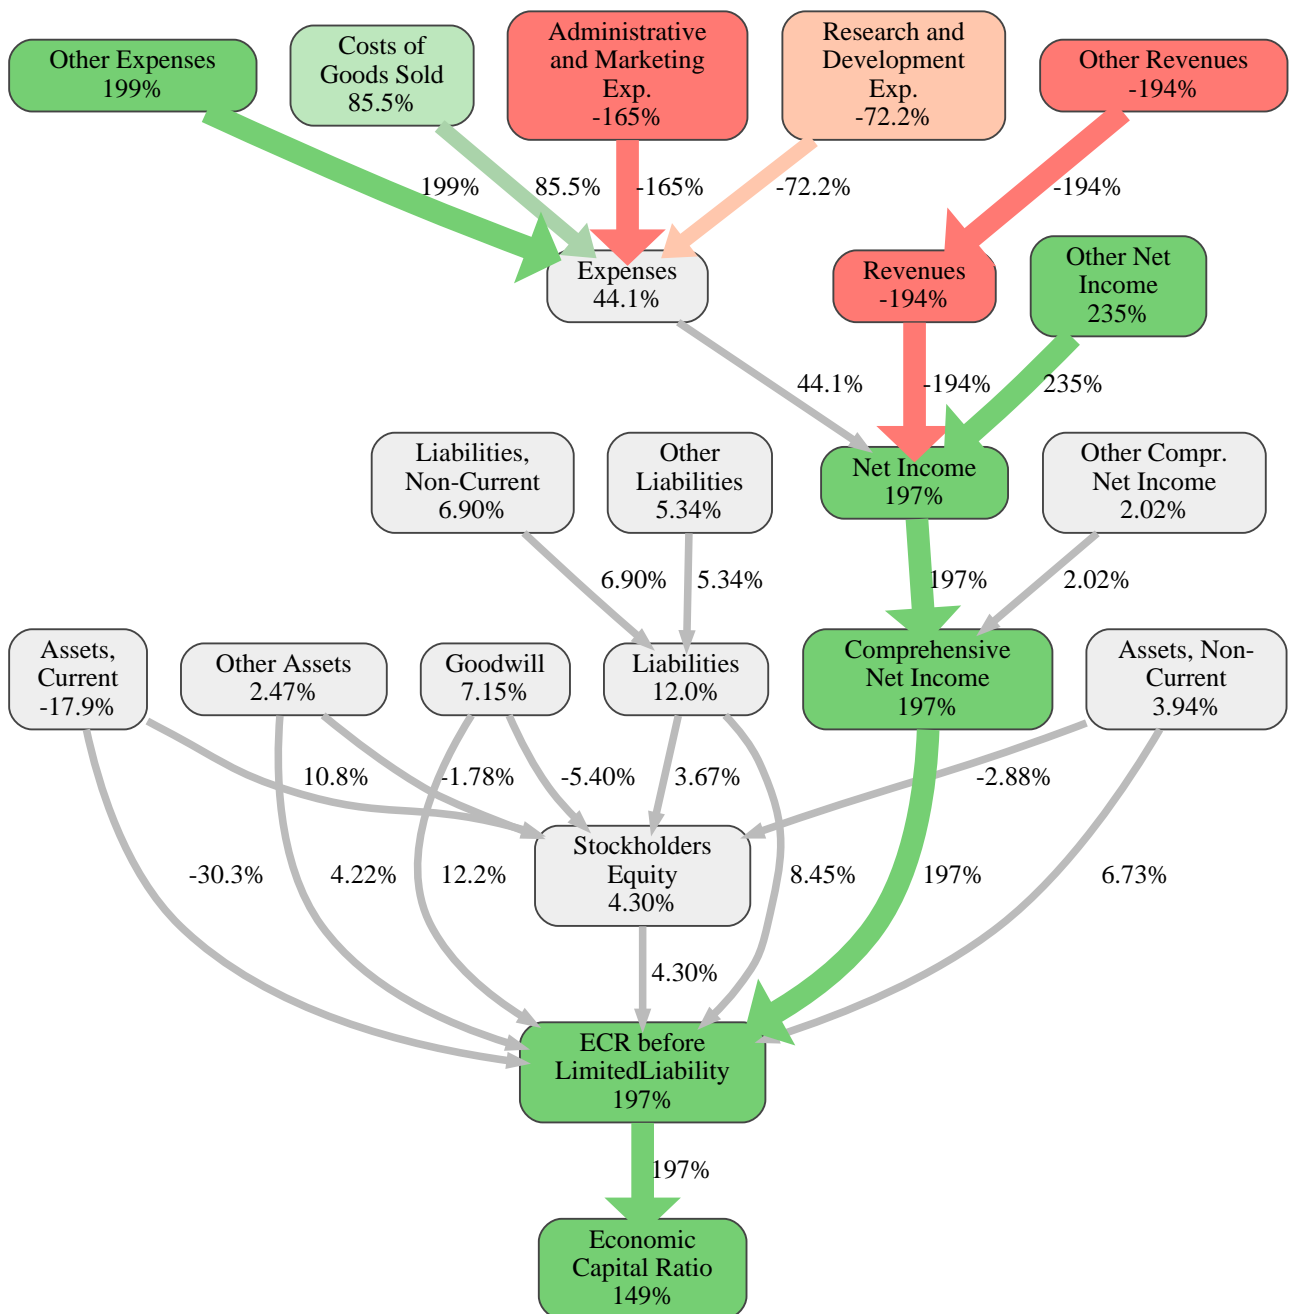 Other Expenses
199%
Costs of
Goods Sold
85.5%
Administrative
and Marketing
Exp.
-165%
Research and
Development
Exp.
-72.2%
Other Revenues
-194%
199%
85.5%
-165%
-72.2%
-194%
Expenses
44.1%
Revenues
-194%
Other Net
Income
235%
44.1%
-194%
235%
Liabilities,
Non-Current
6.90%
Other
Liabilities
5.34%
Net Income
197%
Other Compr.
Net Income
2.02%
6.90%
5.34%
197%
2.02%
Assets,
Current
-17.9%
Other Assets
2.47%
Goodwill
7.15%
Liabilities
12.0%
Comprehensive
Net Income
197%
Assets, Non-
Current
3.94%
10.8%
-1.78%
-5.40%
3.67%
-2.88%
Stockholders
Equity
4.30%
-30.3%
4.22%
12.2%
8.45%
197%
6.73%
4.30%
ECR before
LimitedLiability
197%
197%
Economic
Capital Ratio
149%